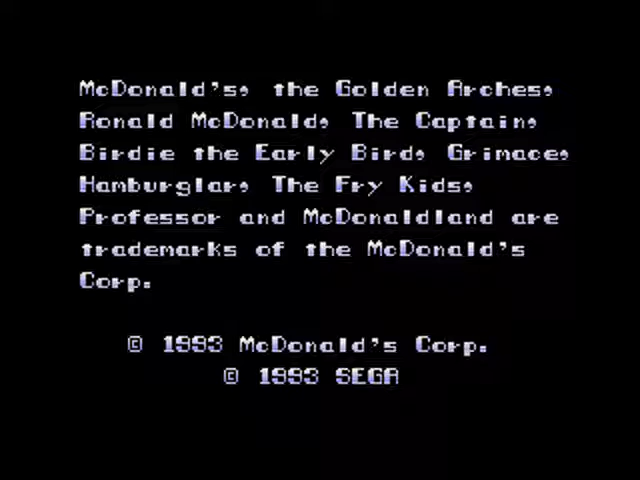 McDonald's, the Golden Arches,
Ronald McDonald, The Captain,
Birdie the Early Bird, Grimace,
Hamburglar, The Fry Kids,
Professor and McDonaldland are
trademarks of the McDonald's
Corp.
© 1993 McDonald's Corp.
© 1993 SEGA